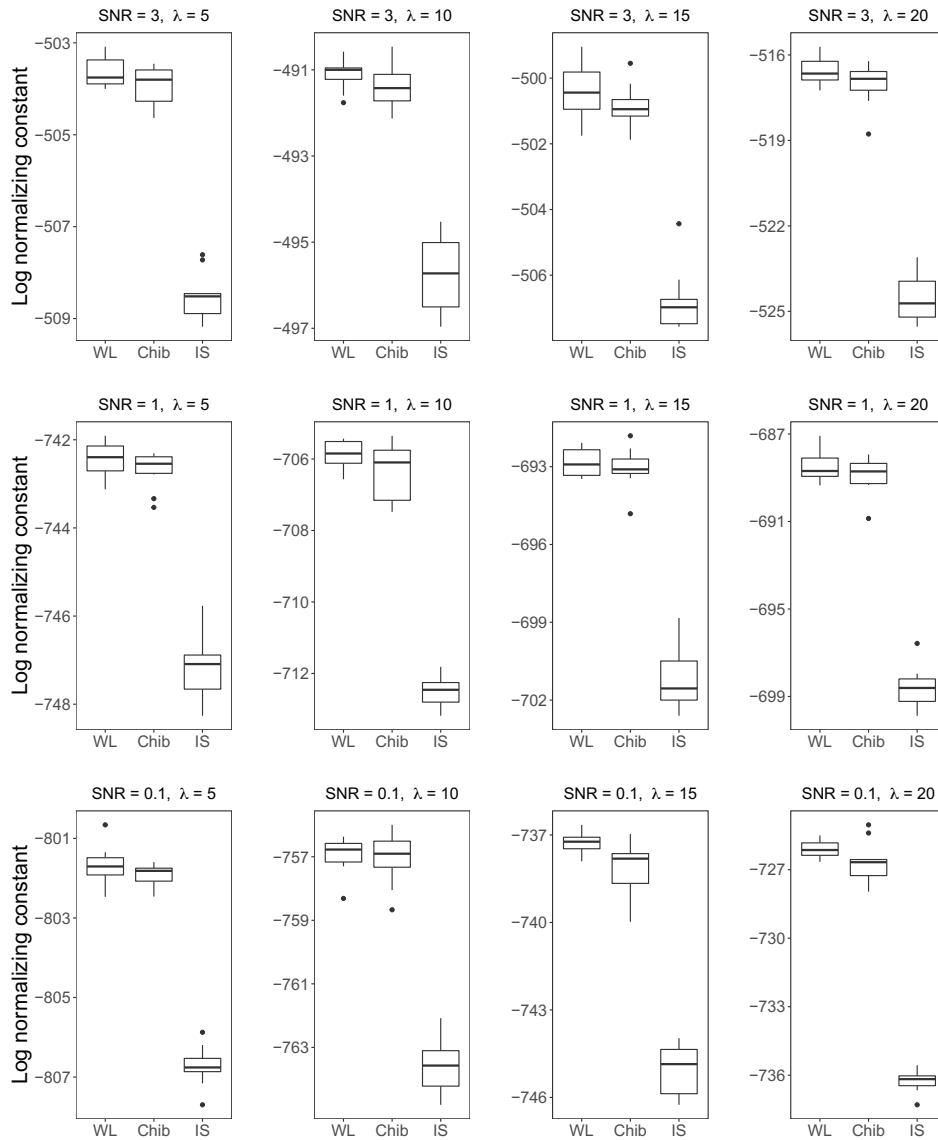 SNR = 3, λ = 5
Log normalizing constant
−503
−505
−507
−509
WL Chib IS
SNR = 3, λ = 10
−491
−493
−495
−497
WL Chib IS
SNR = 3, λ = 15
−500
−502
−504
−506
WL Chib IS
SNR = 3, λ = 20
−516
−519
−522
−525
WL Chib IS
SNR = 1, λ = 5
Log normalizing constant
−742
−744
−746
−748
WL Chib IS
SNR = 1, λ = 10
−706
−708
−710
−712
WL Chib IS
SNR = 1, λ = 15
−693
−696
−699
−702
WL Chib IS
SNR = 1, λ = 20
−687
−691
−695
−699
WL Chib IS
SNR = 0.1, λ = 5
Log normalizing constant
−801
−803
−805
−807
WL Chib IS
SNR = 0.1, λ = 10
−757
−759
−761
−763
WL Chib IS
SNR = 0.1, λ = 15
−737
−740
−743
−746
WL Chib IS
SNR = 0.1, λ = 20
−727
−730
−733
−736
WL Chib IS